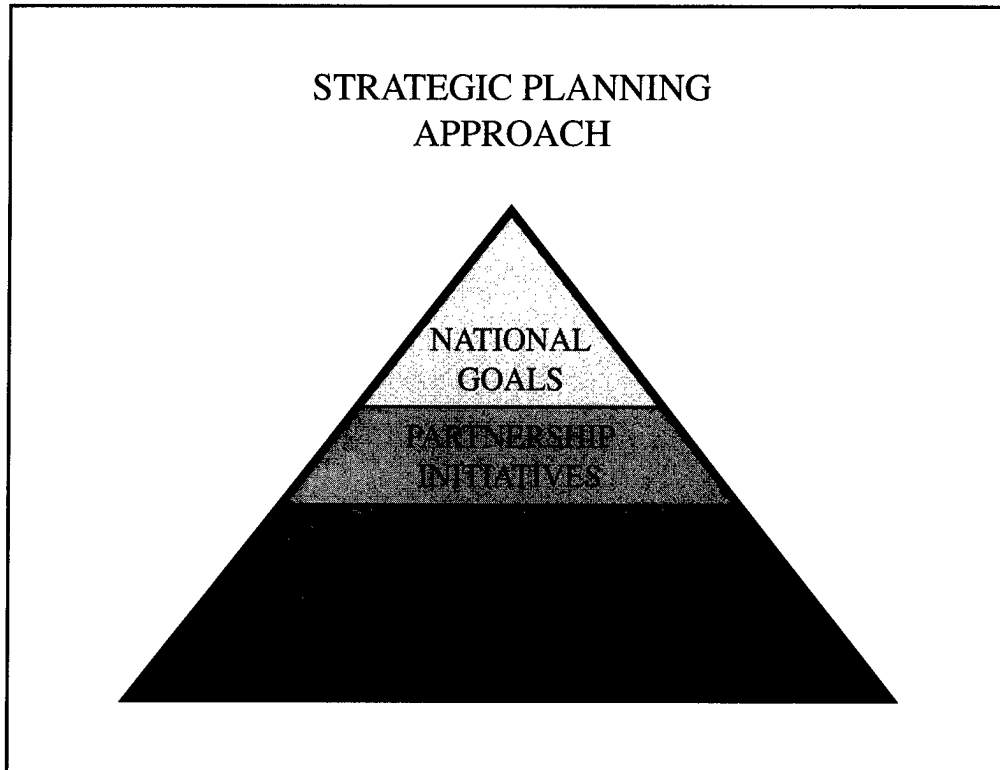 STRATEGIC PLANNING
APPROACH
NATIONAL
GOALS
PARTNERSHIP
INITIATIVES